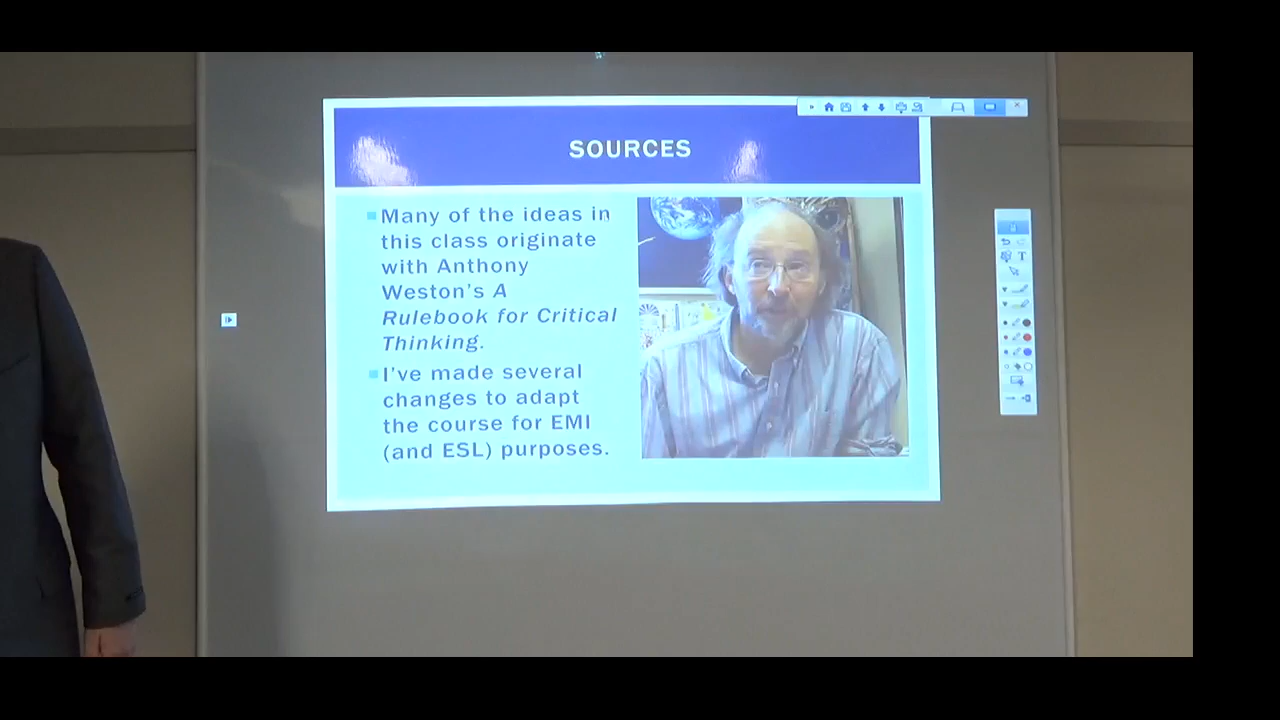 SOURCES
Many of the ideas in
this class originate
with Anthony
Weston's A
Rulebook for Critical
Thinking.
I've made several
changes to adapt
the course for EMI
(and ESL) purposes.
T